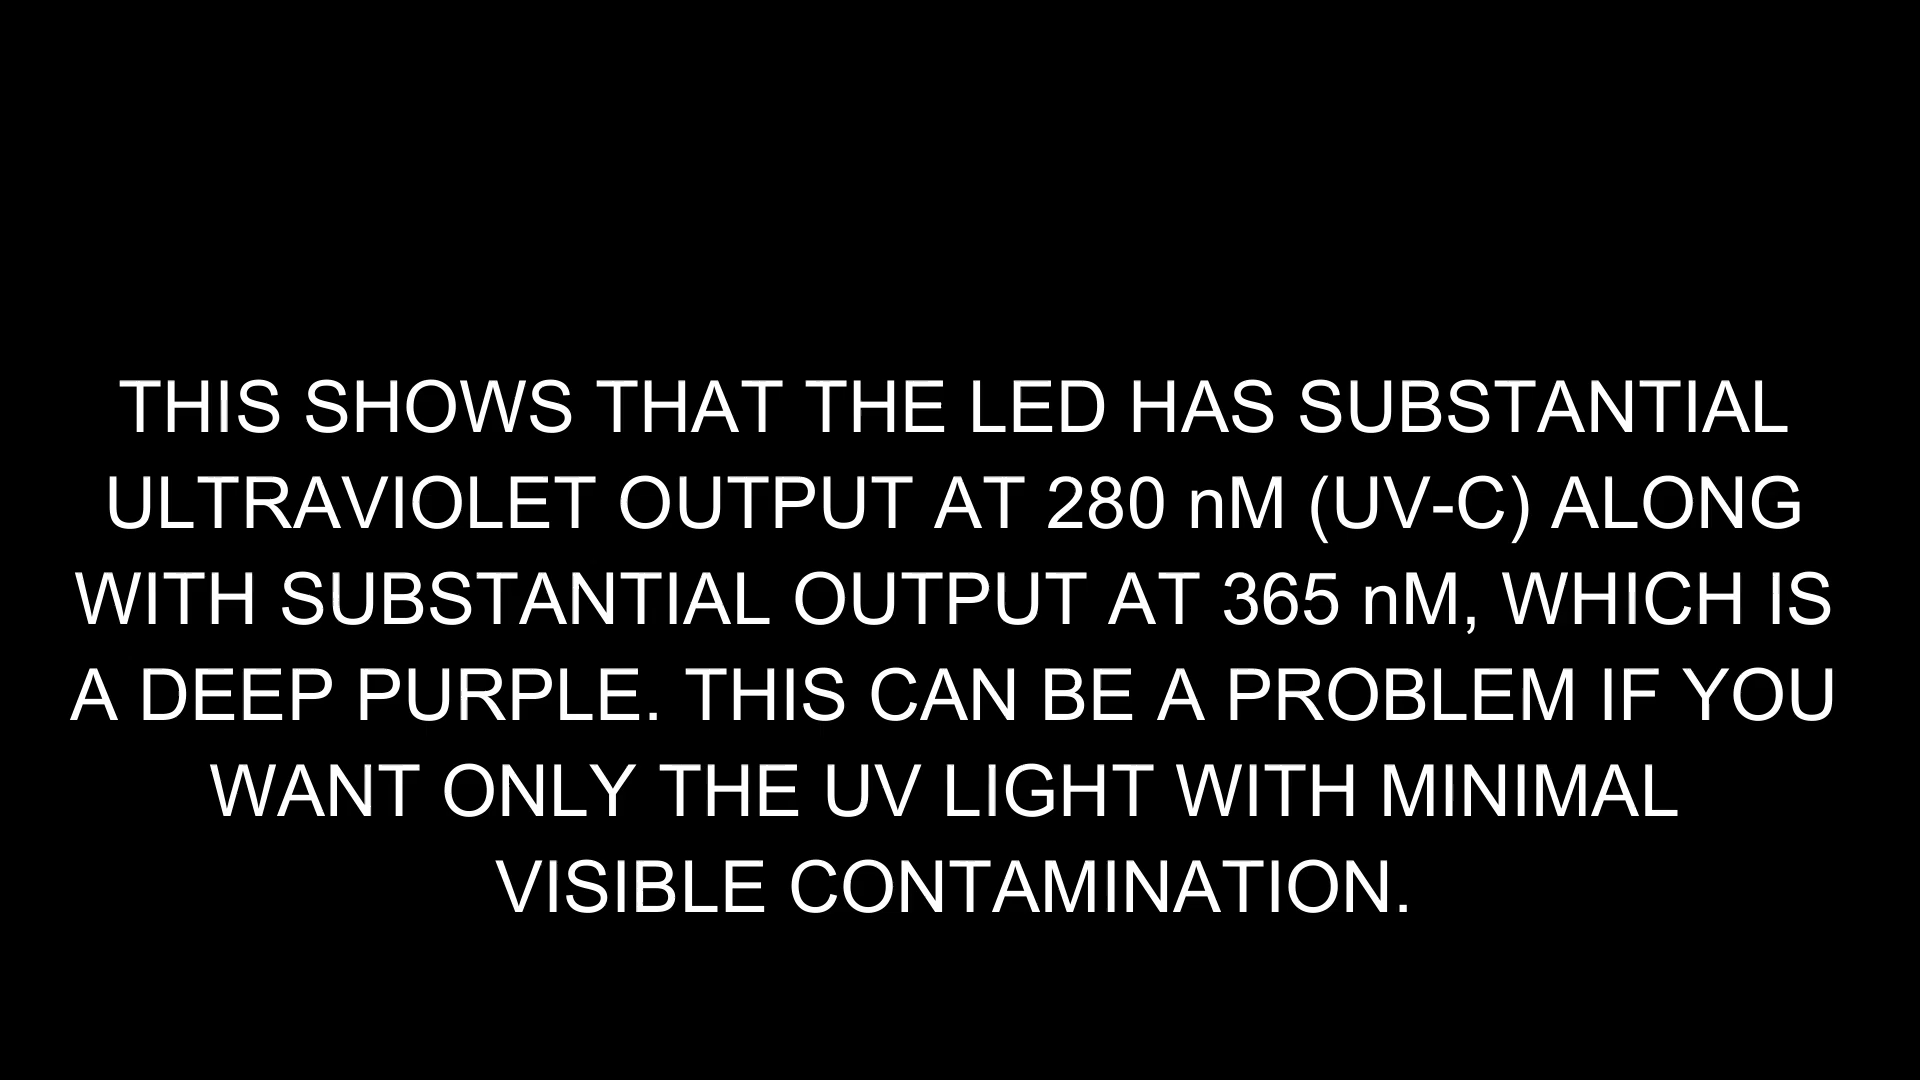 THIS SHOWS THAT THE LED HAS SUBSTANTIAL
ULTRAVIOLET OUTPUT AT 280 nM (UV-C) ALONG
WITH SUBSTANTIAL OUTPUT AT 365 nM, WHICH IS
A DEEP PURPLE. THIS CAN BE A PROBLEM IF YOU
WANT ONLY THE UV LIGHT WITH MINIMAL
VISIBLE CONTAMINATION.